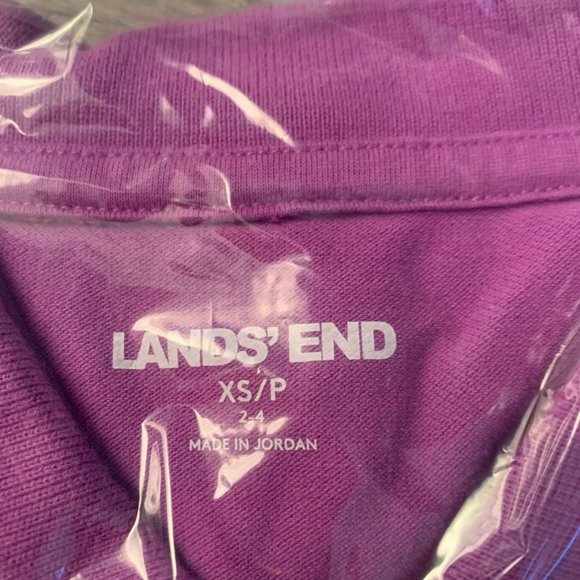 LANDS' END
XS/P
2-4
MADE IN JORDAN